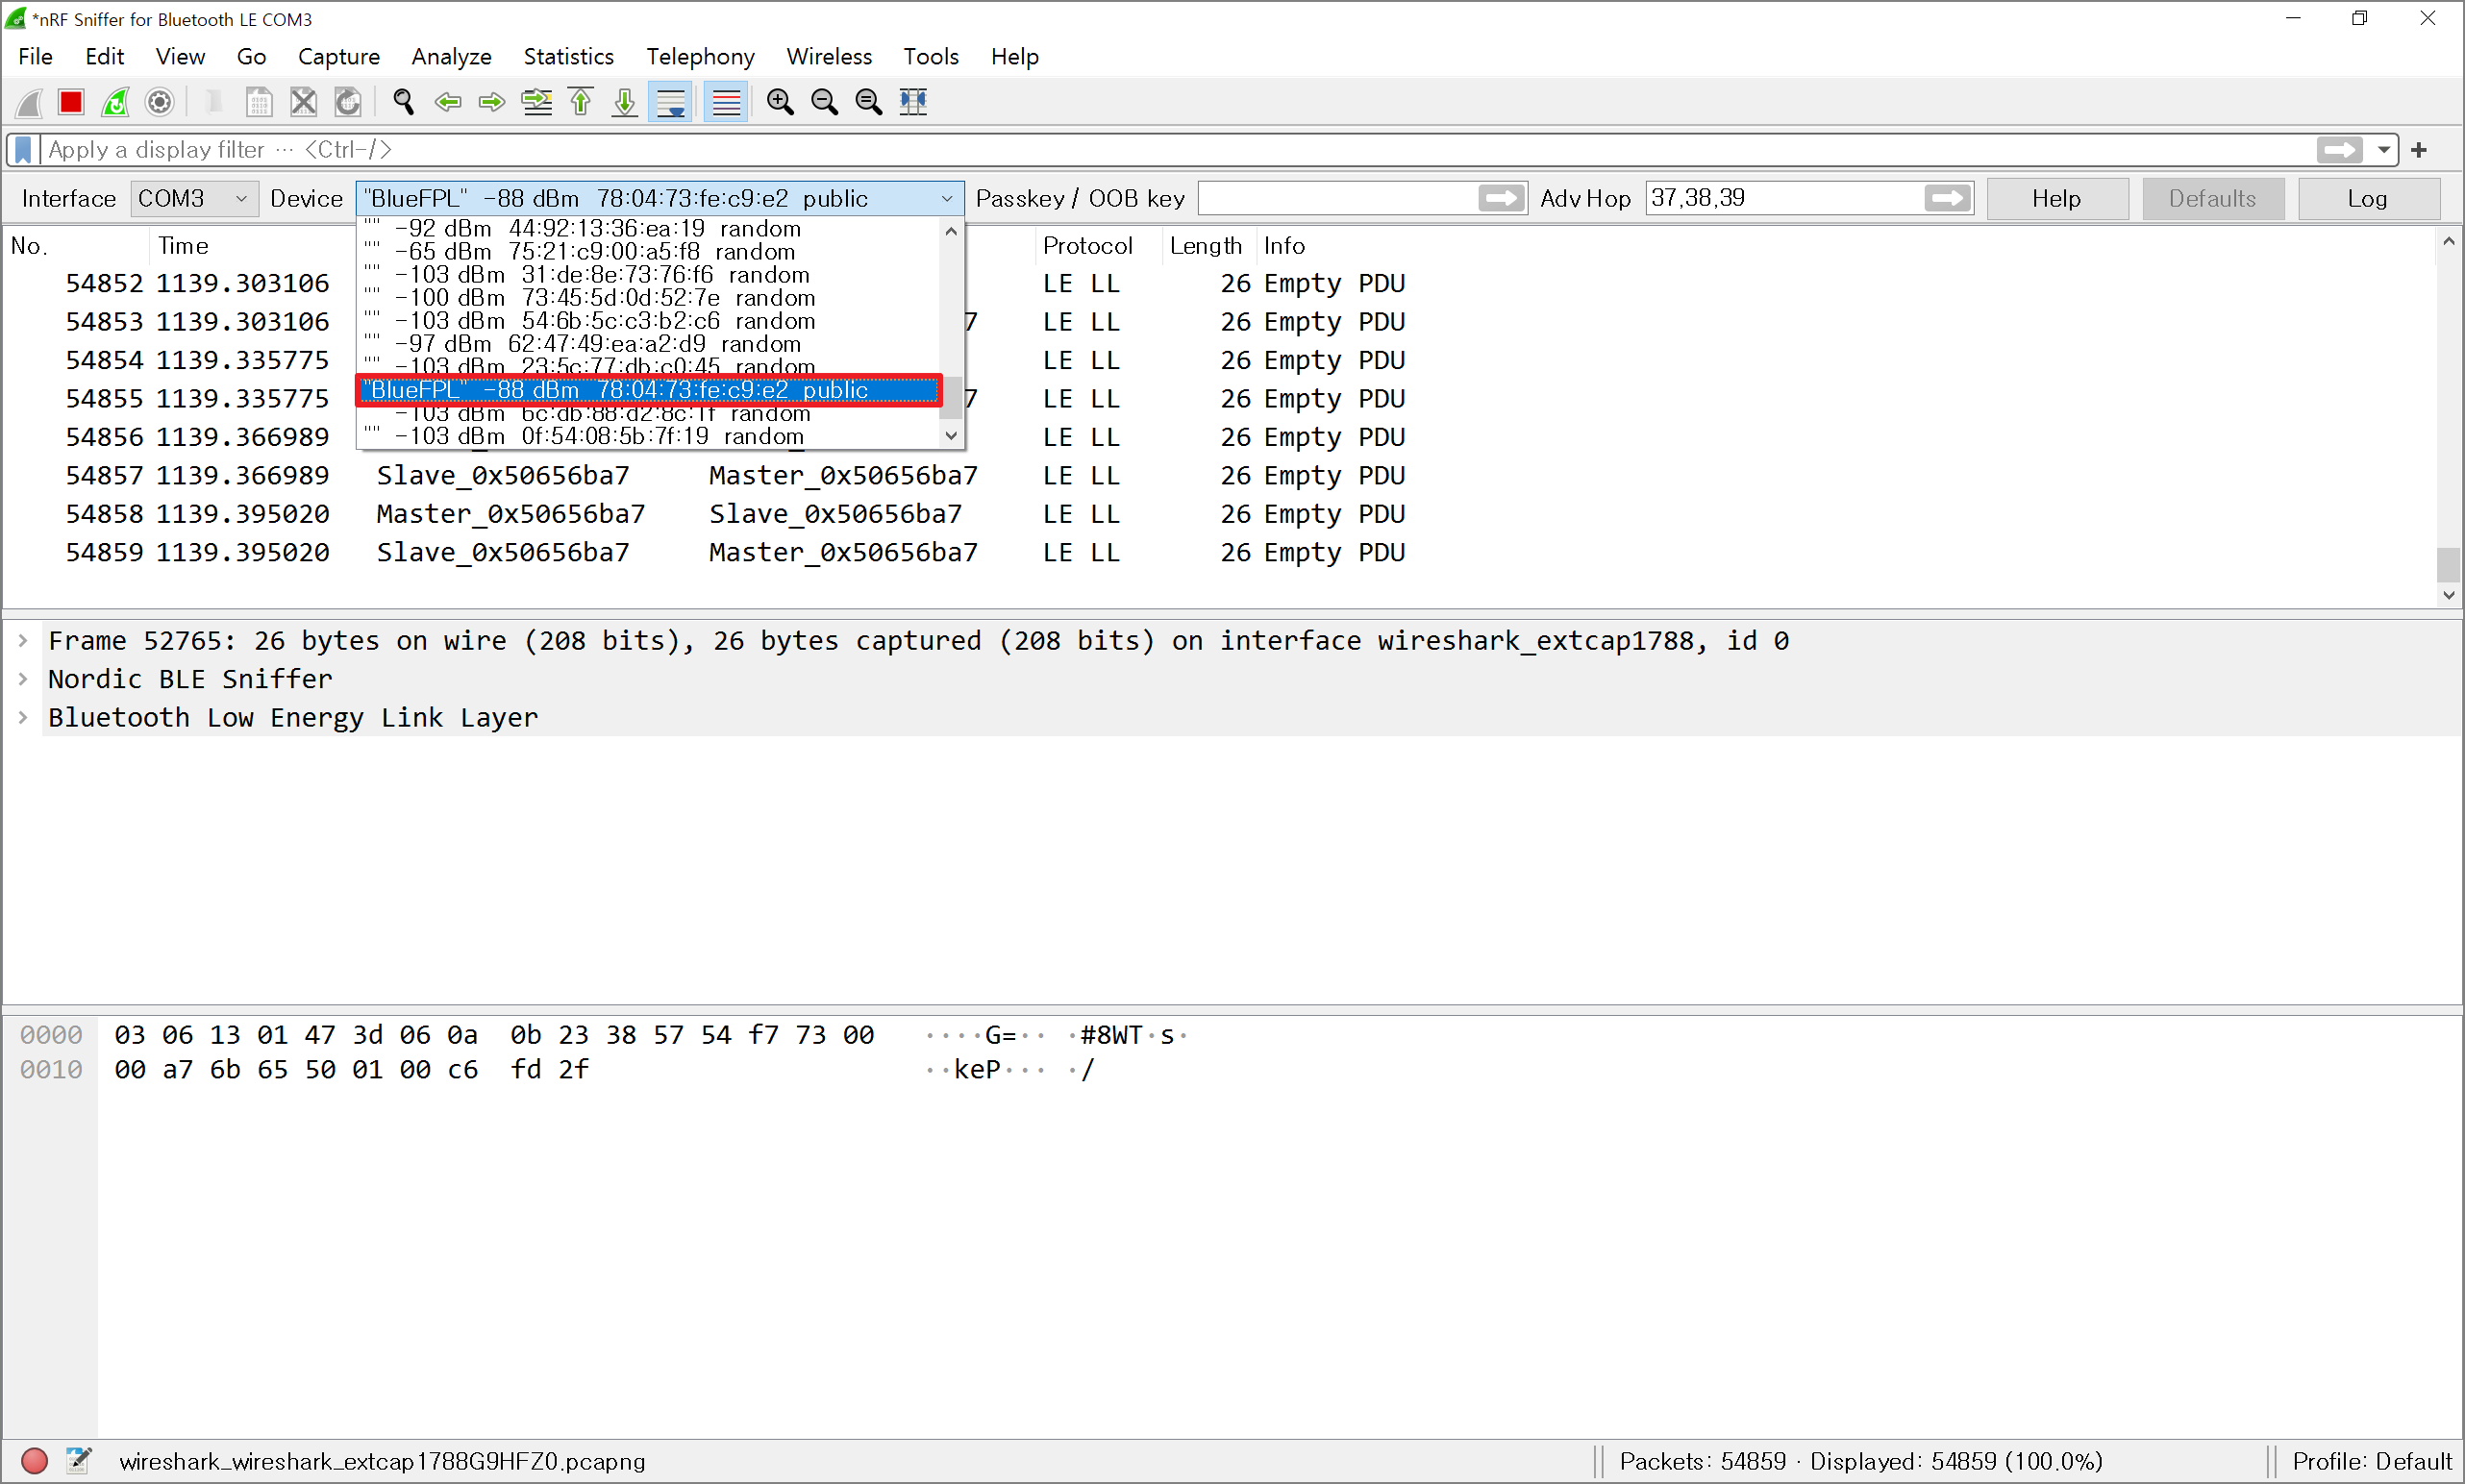 *nRF Sniffer for Bluetooth LE COM3
File Edit View Go Capture Analyze Statistics Telephony Wireless Tools Help
Apply a display filter … <Ctrl-/>
Interface COM3 Device "BlueFPL" -88 dBm 78:04:73:fe:c9:e2 public Passkey / OOB key Adv Hop 37,38,39 Help Defaults Log
"" -92 dBm 44:92:13:36:ea:19 random
"" -65 dBm 75:21:c9:00:a5:f8 random
"" -103 dBm 31:de:8e:73:76:f6 random
"" -100 dBm 73:45:5d:0d:52:7e random
"" -103 dBm 54:6b:5c:c3:b2:c6 random
"" -97 dBm 62:47:49:ea:a2:d9 random
"" -103 dBm 23:5c:77:db:c0:45 random
"BlueFPL" -88 dBm 78:04:73:fe:c9:e2 public
-103 dBm 6c:db:88:d2:8c:1f random
"" -103 dBm 0f:54:08:5b:7f:19 random
No. Time Protocol Length Info
54852 1139.303106 LE LL 26 Empty PDU
54853 1139.303106 7 LE LL 26 Empty PDU
54854 1139.335775 LE LL 26 Empty PDU
54855 1139.335775 7 LE LL 26 Empty PDU
54856 1139.366989 LE LL 26 Empty PDU
54857 1139.366989 Slave_0x50656ba7 Master_0x50656ba7 LE LL 26 Empty PDU
54858 1139.395020 Master_0x50656ba7 Slave_0x50656ba7 LE LL 26 Empty PDU
54859 1139.395020 Slave_0x50656ba7 Master_0x50656ba7 LE LL 26 Empty PDU
Frame 52765: 26 bytes on wire (208 bits), 26 bytes captured (208 bits) on interface wireshark_extcap1788, id 0
Nordic BLE Sniffer
Bluetooth Low Energy Link Layer
0000 03 06 13 01 47 3d 06 0a 0b 23 38 57 54 f7 73 00 ····G=·· ·#8WT·s·
0010 00 a7 6b 65 50 01 00 c6 fd 2f ··keP··· ·/
wireshark_wireshark_extcap1788G9HFZ0.pcapng Packets: 54859 · Displayed: 54859 (100.0%) Profile: Default